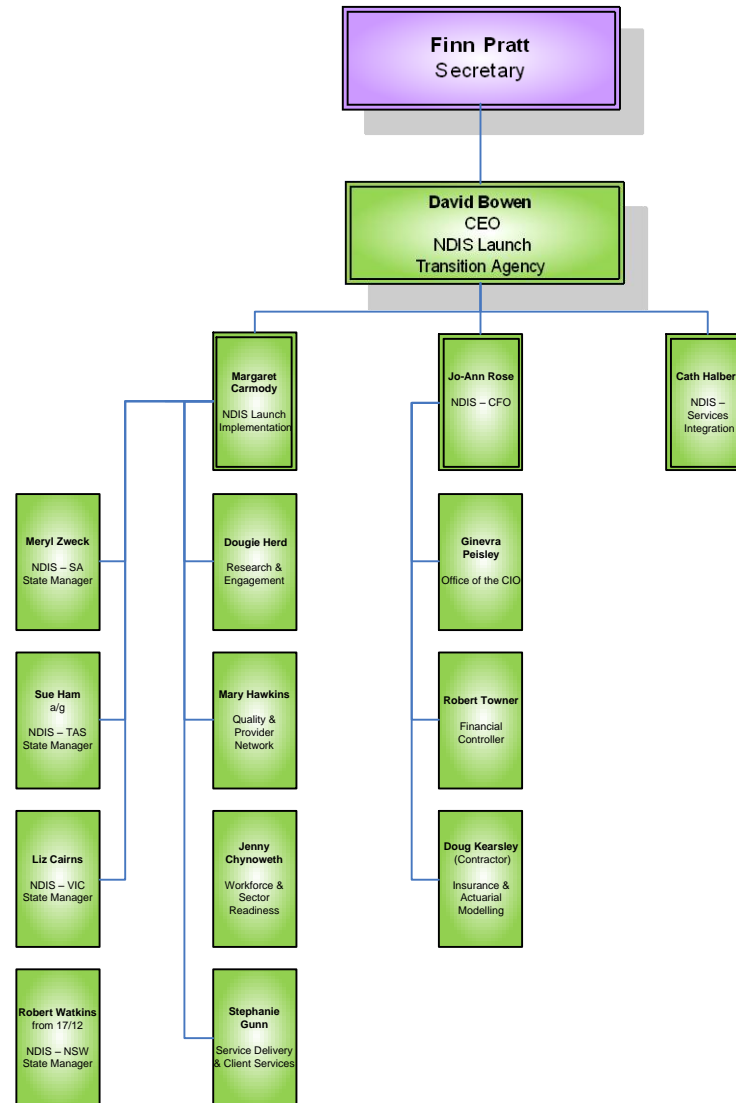 Finn Pratt
Secretary
David Bowen
CEO
NDIS Launch
Transition Agency
Margaret
Carmody
NDIS Launch
Implementation
Jo-Ann Rose
NDIS – CFO
Cath Halber
NDIS –
Services
Integration
Meryl Zweck
NDIS – SA
State Manager
Dougie Herd
Research &
Engagement
Ginevra
Peisley
Office of the CIO
Sue Ham
a/g
NDIS – TAS
State Manager
Mary Hawkins
Quality &
Provider
Network
Robert Towner
Financial
Controller
Liz Cairns
NDIS – VIC
State Manager
Jenny
Chynoweth
Workforce &
Sector
Readiness
Doug Kearsley
(Contractor)
Insurance &
Actuarial
Modelling
Robert Watkins
from 17/12
NDIS – NSW
State Manager
Stephanie
Gunn
Service Delivery
& Client Services